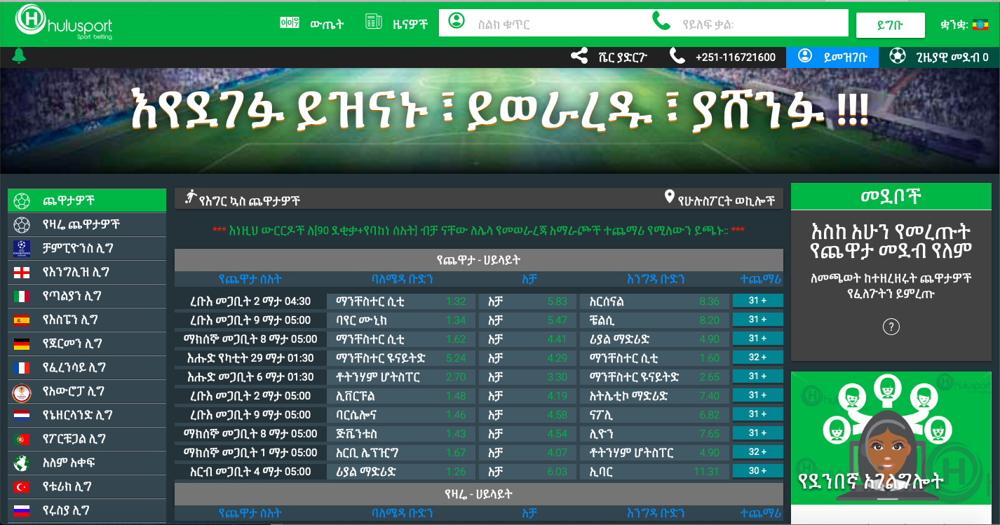 hulusport
Sport betting
ውጤት
ዜናዎች
ስልክ ቁጥር
የይለፍ ቃል:
ይግቡ
ቋንቋ:
ሼር ያድርጉ
+251-116721600
ይመዝገቡ
ጊዜያዊ መደብ 0
እየደገፉ ይዝናኑ ፣ ይወራረዱ ፣ ያሸንፉ !!!
ጨዋታዎች
የዛሬ ጨዋታዎች
ቻምፒዮንስ ሊግ
የእንግሊዝ ሊግ
የጣልያን ሊግ
የስፔን ሊግ
የጀርመን ሊግ
የፈረንሳይ ሊግ
የአውሮፓ ሊግ
የኔዘርላንድ ሊግ
የፖርቹጋል ሊግ
አለም አቀፍ
የቱሪክ ሊግ
የሩስያ ሊግ
የእግር ኳስ ጨዋታዎች
የሁሉስፖርት ወኪሎች
*** እነዚህ ውርርዶች ለ[90 ደቂቃ+የባከነ ሰአት] ብቻ ናቸው ለሌላ የመወራረጃ አማራጮች ተጨማሪ የሚለውን ይጫኑ:: ***
የጨዋታ - ሀይላይት
የጨዋታ ሰአት ባለሜዳ ቡድን አቻ እንግዳ ቡድን ተጨማሪ
ረቡእ መጋቢት 2 ማታ 04:30 ማንቸስተር ሲቲ 1.32 አቻ 5.83 አርሰናል 8.36 31 +
ረቡእ መጋቢት 9 ማታ 05:00 ባየር ሙኒክ 1.34 አቻ 5.47 ቼልሲ 8.20 31 +
ማክሰኞ መጋቢት 8 ማታ 05:00 ማንቸስተር ሲቲ 1.62 አቻ 4.41 ሪያል ማድሪድ 4.90 31 +
እሑድ የካቲት 29 ማታ 01:30 ማንቸስተር ዩናይትድ 5.24 አቻ 4.29 ማንቸስተር ሲቲ 1.60 32 +
እሑድ መጋቢት 6 ማታ 01:30 ቶትንሃም ሆትስፐር 2.70 አቻ 3.30 ማንቸስተር ዩናይትድ 2.65 31 +
ረቡእ መጋቢት 2 ማታ 05:00 ሊቨርፑል 1.48 አቻ 4.19 አትሌቲኮ ማድሪድ 7.40 31 +
ረቡእ መጋቢት 9 ማታ 05:00 ባርሴሎና 1.46 አቻ 4.58 ናፖሊ 6.82 31 +
ማክሰኞ መጋቢት 8 ማታ 05:00 ጁቬንቱስ 1.43 አቻ 4.54 ሊዮን 7.65 31 +
ማክሰኞ መጋቢት 1 ማታ 05:00 አርቢ ሌፕዢግ 1.67 አቻ 4.07 ቶትንሃም ሆትስፐር 4.90 32 +
አርብ መጋቢት 4 ማታ 05:00 ሪያል ማድሪድ 1.26 አቻ 6.03 ኢባር 11.31 30 +
የዛሬ - ሀይላይት
የጨዋታ ሰአት ባለሜዳ ቡድን አቻ እንግዳ ቡድን ተጨማሪ
መደቦች
እስከ አሁን የመረጡት
የጨዋታ መደብ የለም
ለመጫወት ከተዘረዘሩት ጨዋታዎች
የፈለጉትን ይምረጡ
?
የደንበኛ አገልግሎት